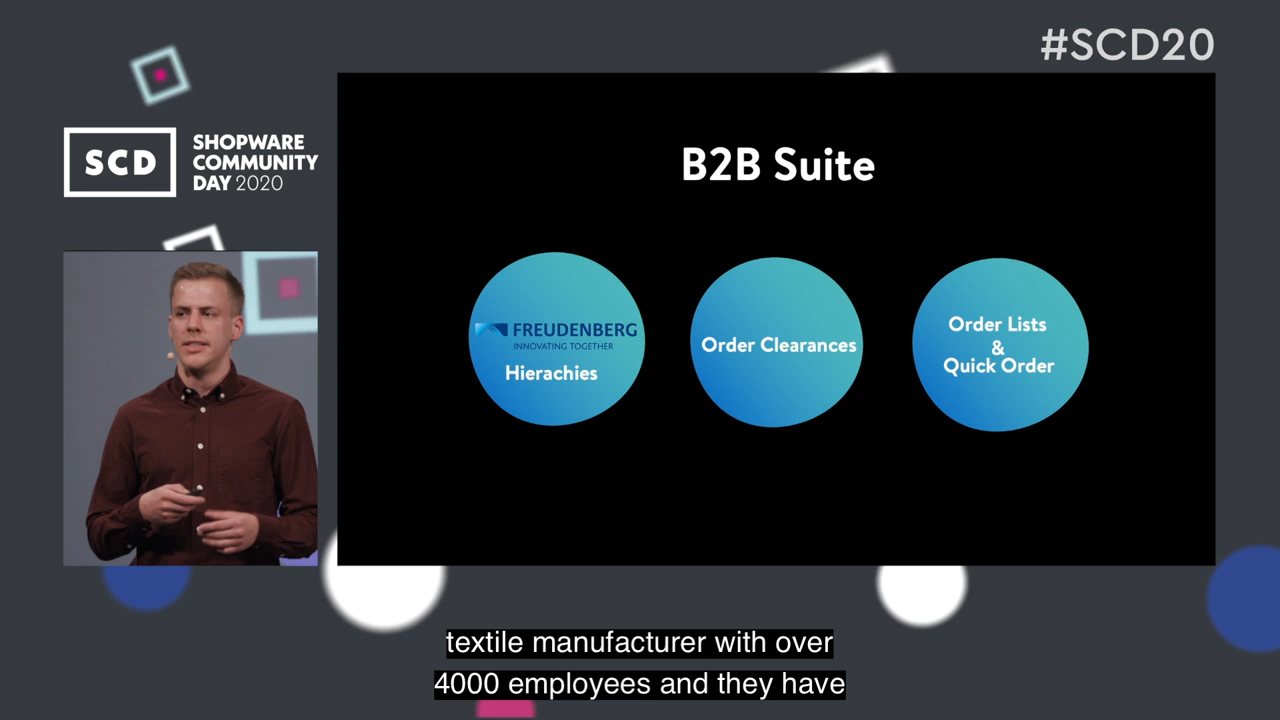 #SCD20
SCD
SHOPWARE
COMMUNITY
DAY 2020
B2B Suite
FREUDENBERG
INNOVATING TOGETHER
Hierachies
Order Clearances
Order Lists
&
Quick Order
textile manufacturer with over
4000 employees and they have